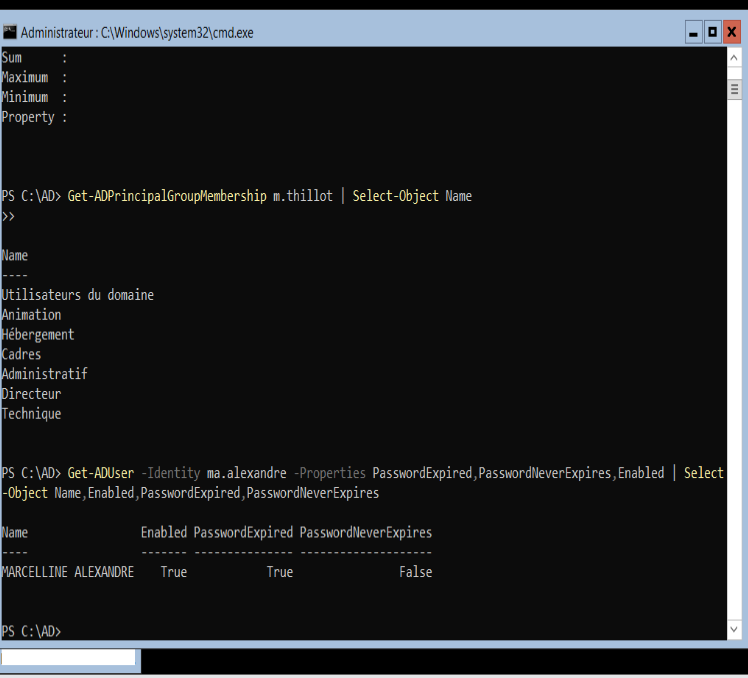 Administrateur : C:\Windows\system32\cmd.exe
Sum      :
Maximum  :
Minimum  :
Property :
PS C:\AD> Get-ADPrincipalGroupMembership m.thillot | Select-Object Name
>>
Name
----
Utilisateurs du domaine
Animation
Hébergement
Cadres
Administratif
Directeur
Technique
PS C:\AD> Get-ADUser -Identity ma.alexandre -Properties PasswordExpired,PasswordNeverExpires,Enabled | Select
-Object Name,Enabled,PasswordExpired,PasswordNeverExpires
Name                 Enabled PasswordExpired PasswordNeverExpires
----                 ------- --------------- --------------------
MARCELLINE ALEXANDRE    True            True                False
PS C:\AD>